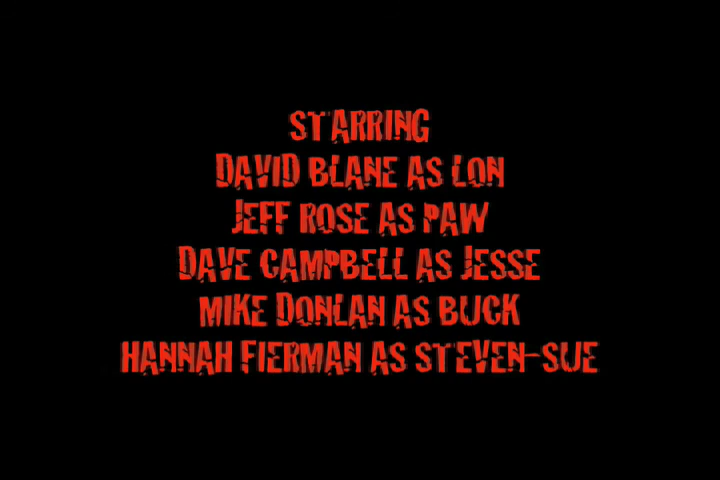 STARRING
DAVID BLANE AS LON
JEFF ROSE AS PAW
DAVE CAMPBELL AS JESSE
MIKE DONLAN AS BUCK
HANNAH FIERMAN AS STEVEN-SUE